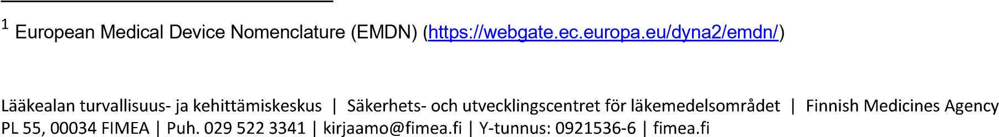 1 European Medical Device Nomenclature (EMDN) (https://webgate.ec.europa.eu/dyna2/emdn/)
Lääkealan turvallisuus- ja kehittämiskeskus | Säkerhets- och utvecklingscentret för läkemedelsområdet | Finnish Medicines Agency
PL 55, 00034 FIMEA | Puh. 029 522 3341 | kirjaamo@fimea.fi | Y-tunnus: 0921536-6 | fimea.fi